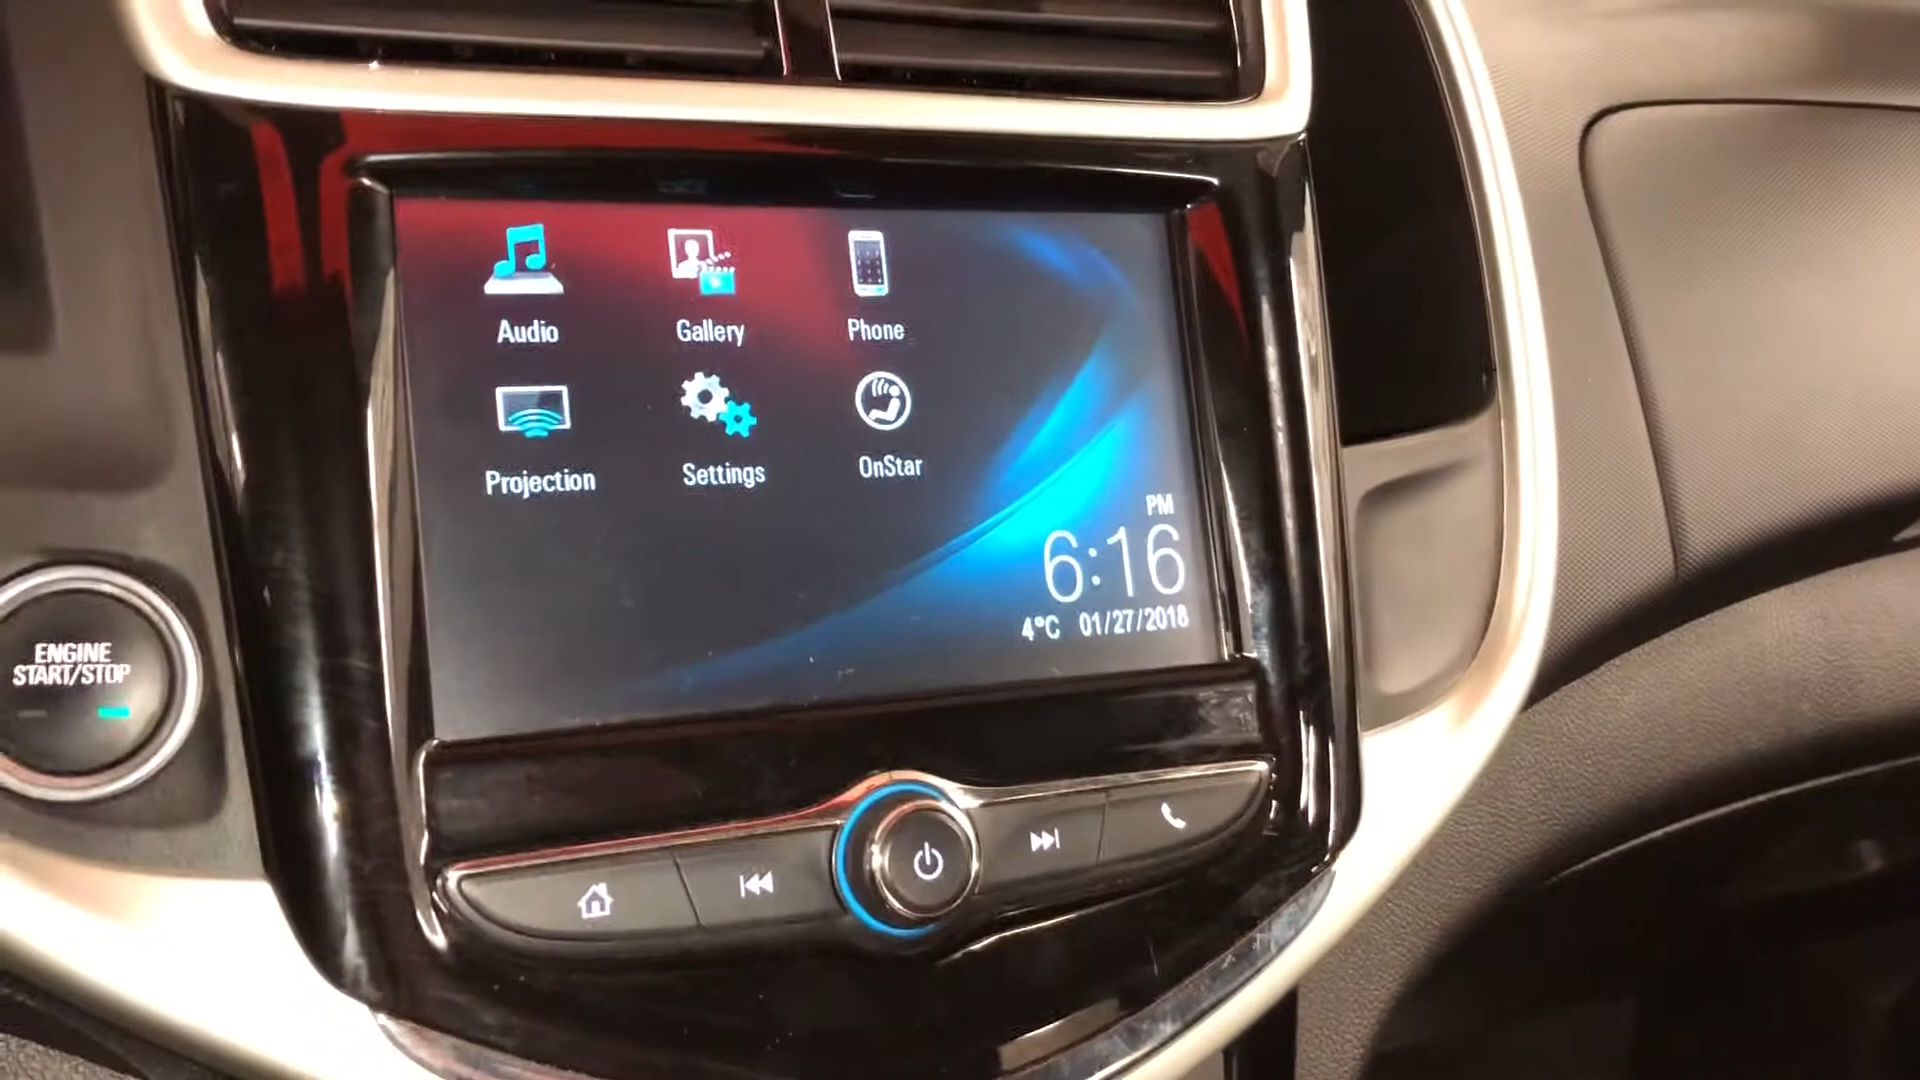 Audio
Gallery
Phone
Projection
Settings
OnStar
PM
6:16
4°C 01/27/2018
ENGINE
START/STOP